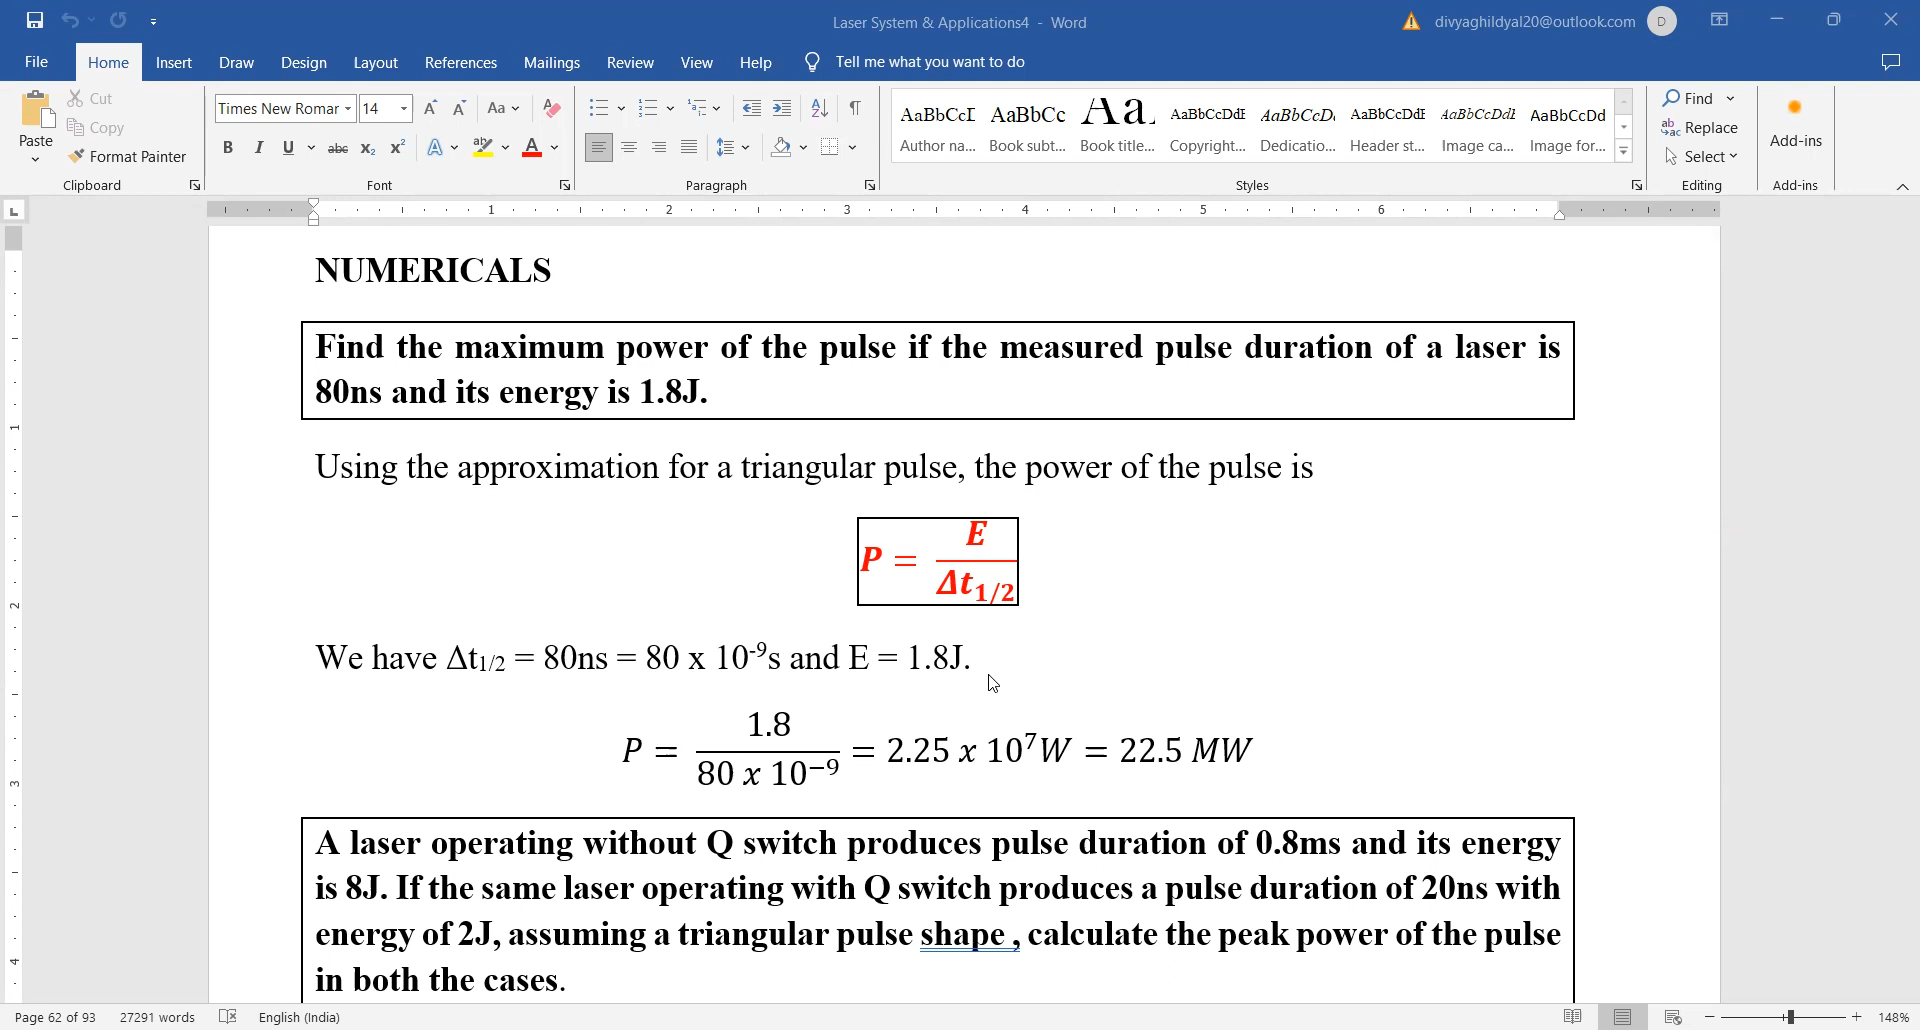 Laser System & Applications4 - Word
divyaghildyal20@outlook.com
D
File Home Insert Draw Design Layout References Mailings Review View Help Tell me what you want to do
Paste
Cut
Copy
Format Painter
Clipboard
Times New Romar 14
Font
Paragraph
AaBbCcI AaBbCc Aa. AaBbCcDdE AaBbCcD. AaBbCcDdE AaBbCcDdI AaBbCcDd
Author na... Book subt... Book title... Copyright... Dedicatio... Header st... Image ca... Image for...
Styles
Find
Replace
Select
Editing
Add-ins
Add-ins
1 2 3 4 5 6
NUMERICALS
Find the maximum power of the pulse if the measured pulse duration of a laser is
80ns and its energy is 1.8J.
Using the approximation for a triangular pulse, the power of the pulse is
P = E / Δt1/2
We have Δt1/2 = 80ns = 80 x 10-9s and E = 1.8J.
P = 1.8 / 80 x 10−9 = 2.25 x 107W = 22.5 MW
A laser operating without Q switch produces pulse duration of 0.8ms and its energy
is 8J. If the same laser operating with Q switch produces a pulse duration of 20ns with
energy of 2J, assuming a triangular pulse shape , calculate the peak power of the pulse
in both the cases.
Page 62 of 93 27291 words English (India) 148%